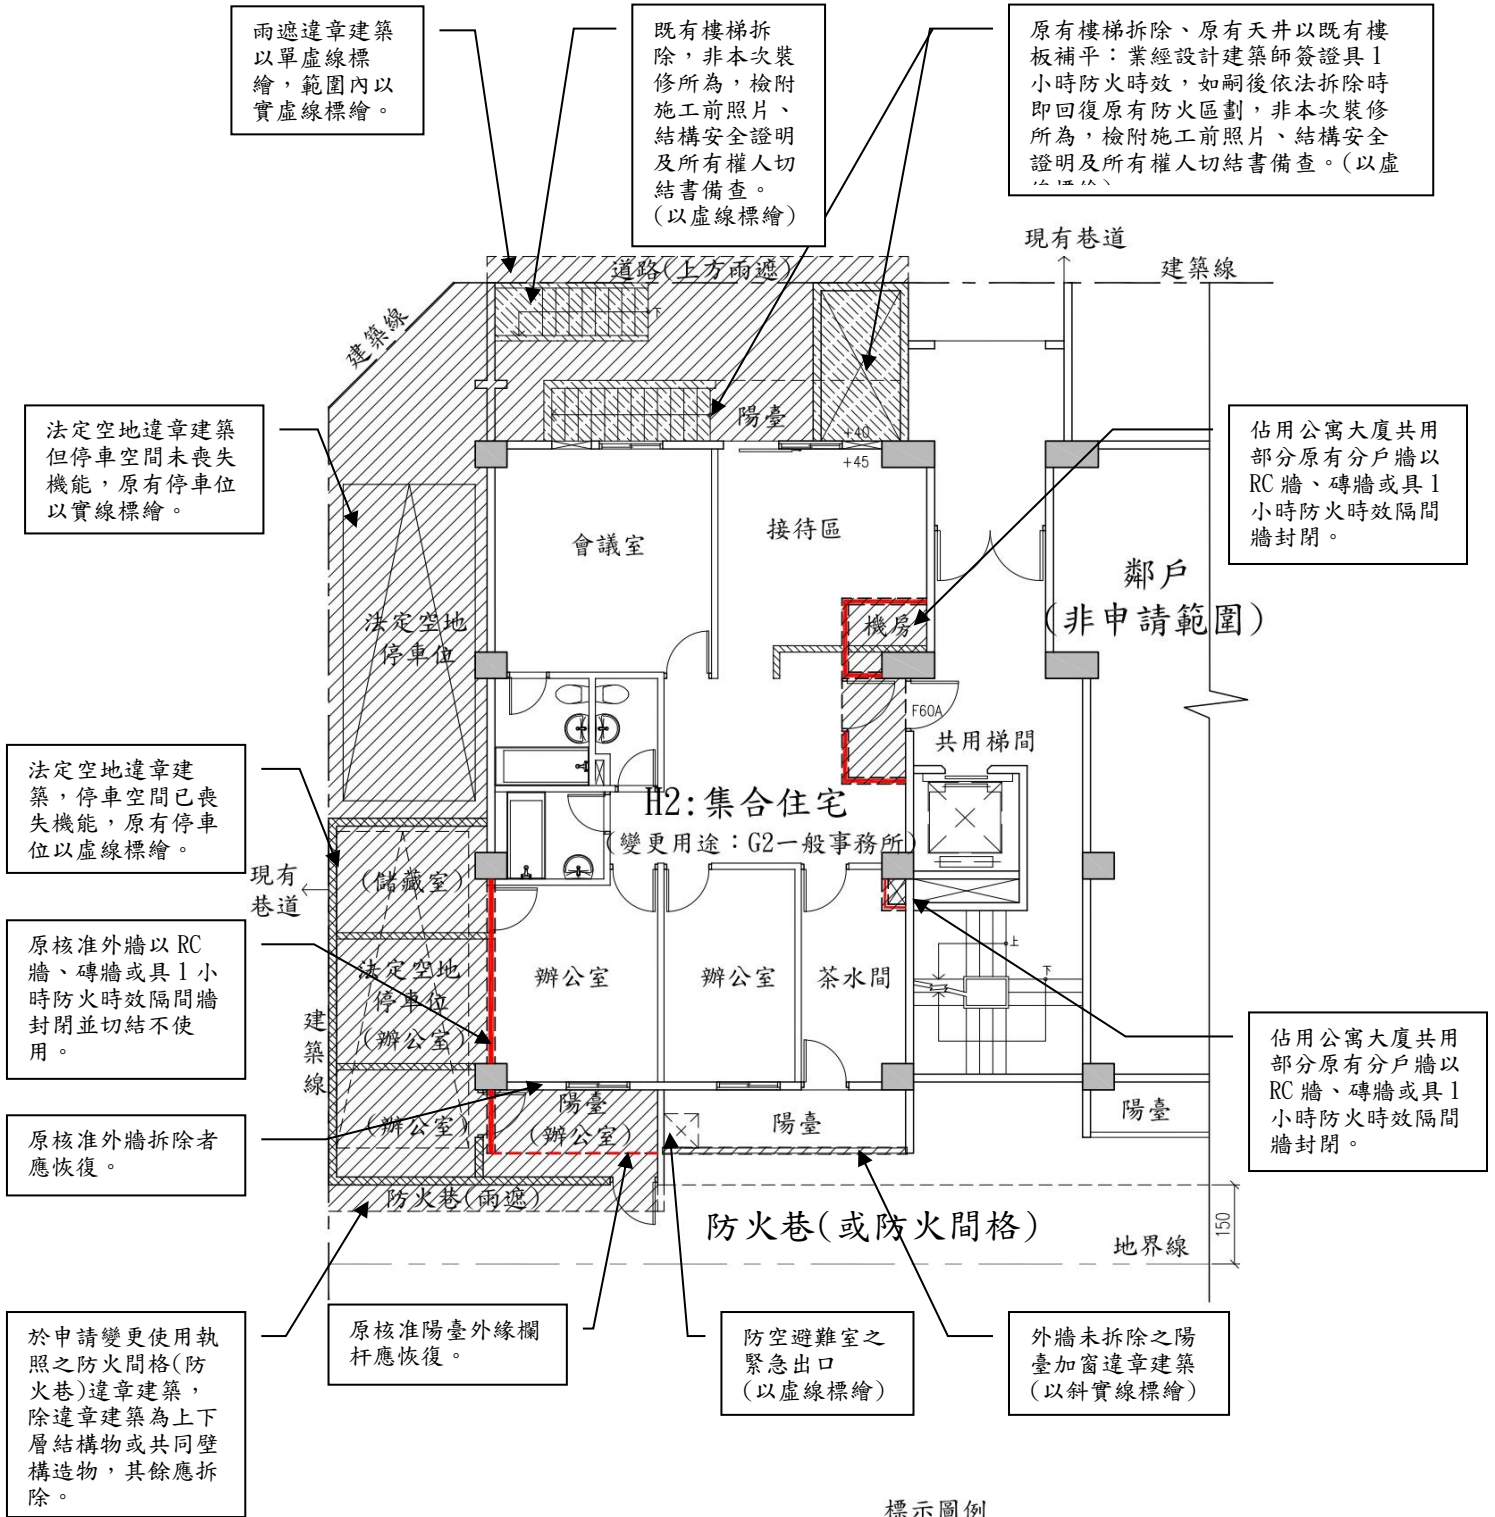 雨遮違章建築
以單虛線標
繪，範圍內以
實虛線標繪。
既有樓梯拆
除，非本次裝
修所為，檢附
施工前照片、
結構安全證明
及所有權人切
結書備查。
(以虛線標繪)
原有樓梯拆除、原有天井以既有樓
板補平：業經設計建築師簽證具1
小時防火時效，如嗣後依法拆除時
即回復原有防火區劃，非本次裝修
所為，檢附施工前照片、結構安全
證明及所有權人切結書備查。(以虛
線標繪)
現有巷道
道路(上方雨遮)
建築線
建築線
下
陽臺
+40
+45
法定空地違章建築
但停車空間未喪失
機能，原有停車位
以實線標繪。
佔用公寓大廈共用
部分原有分戶牆以
RC 牆、磚牆或具1
小時防火時效隔間
牆封閉。
會議室
接待區
鄰戶
(非申請範圍)
機房
法定空地
停車位
F60A
共用梯間
法定空地違章建
築，停車空間已喪
失機能，原有停車
位以虛線標繪。
H2:集合住宅
(變更用途：G2一般事務所)
現有
巷道
(儲藏室)
原核准外牆以 RC
牆、磚牆或具1小
時防火時效隔間牆
封閉並切結不使
用。
法定空地
停車位
(辦公室)
辦公室
辦公室
茶水間
上
下
建築線
佔用公寓大廈共用
部分原有分戶牆以
RC 牆、磚牆或具1
小時防火時效隔間
牆封閉。
原核准外牆拆除者
應恢復。
(辦公室)
陽臺
(辦公室)
陽臺
陽臺
防火巷(雨遮)
防火巷(或防火間格)
150
地界線
於申請變更使用執
照之防火間格(防
火巷)違章建築，
除違章建築為上下
層結構物或共同壁
構造物，其餘應拆
除。
原核准陽臺外緣欄
杆應恢復。
防空避難室之
緊急出口
(以虛線標繪)
外牆未拆除之陽
臺加窗違章建築
(以斜實線標繪)
標示圖例